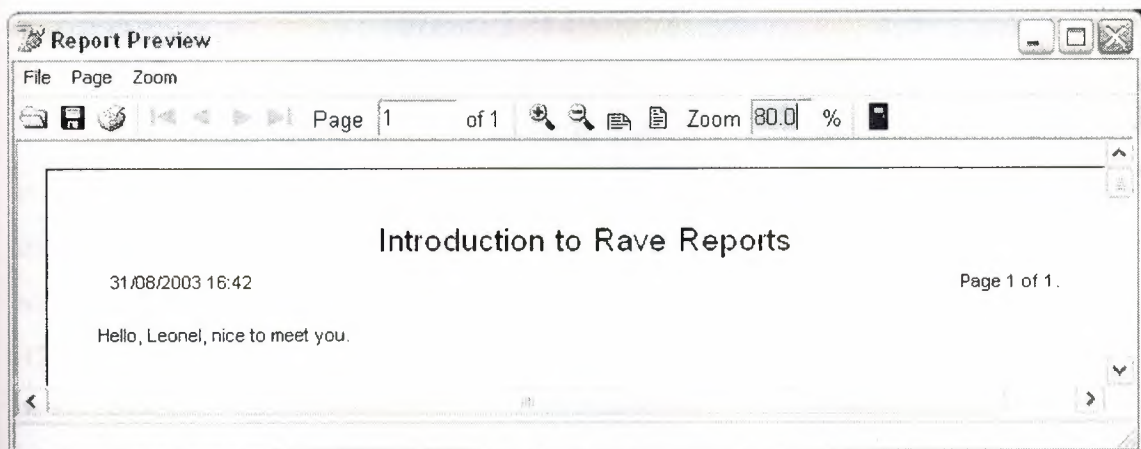 Report Preview
File Page Zoom
Page 1 of 1 Zoom 80.0 %
Introduction to Rave Reports
31/08/2003 16:42 Page 1 of 1.
Hello, Leonel, nice to meet you.